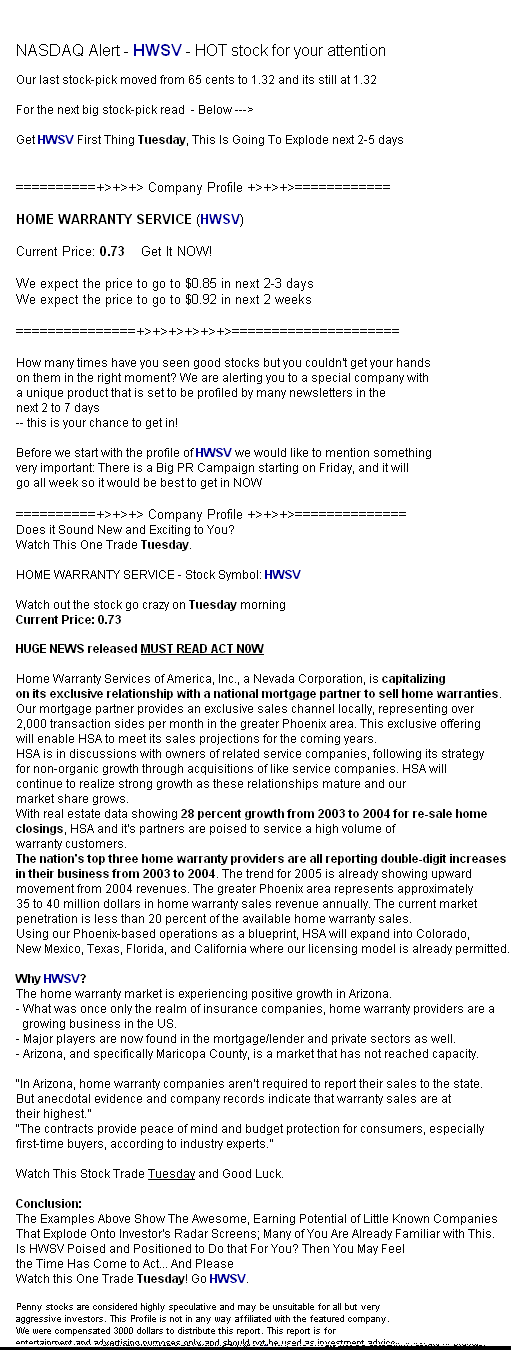 NASDAQ Alert - HWSV - HOT stock for your attention
Our last stock-pick moved from 65 cents to 1.32 and its still at 1.32
For the next big stock-pick read - Below --->
Get HWSV First Thing Tuesday, This Is Going To Explode next 2-5 days
==========+>+>+> Company Profile +>+>+>============
HOME WARRANTY SERVICE (HWSV)
Current Price: 0.73 Get It NOW!
We expect the price to go to $0.85 in next 2-3 days
We expect the price to go to $0.92 in next 2 weeks
===============+>+>+>+>+>+>=====================
How many times have you seen good stocks but you couldn't get your hands
on them in the right moment? We are alerting you to a special company with
a unique product that is set to be profiled by many newsletters in the
next 2 to 7 days
-- this is your chance to get in!
Before we start with the profile of HWSV we would like to mention something
very important: There is a Big PR Campaign starting on Friday, and it will
go all week so it would be best to get in NOW
==========+>+>+> Company Profile +>+>+>==============
Does it Sound New and Exciting to You?
Watch This One Trade Tuesday.
HOME WARRANTY SERVICE - Stock Symbol: HWSV
Watch out the stock go crazy on Tuesday morning
Current Price: 0.73
HUGE NEWS released MUST READ ACT N0W
Home Warranty Services of America, Inc., a Nevada Corporation, is capitalizing
on its exclusive relationship with a national mortgage partner to sell home warranties.
Our mortgage partner provides an exclusive sales channel locally, representing over
2,000 transaction sides per month in the greater Phoenix area. This exclusive offering
will enable HSA to meet its sales projections for the coming years.
HSA is in discussions with owners of related service companies, following its strategy
for non-organic growth through acquisitions of like service companies. HSA will
continue to realize strong growth as these relationships mature and our
market share grows.
With real estate data showing 28 percent growth from 2003 to 2004 for re-sale home
closings, HSA and it's partners are poised to service a high volume of
warranty customers.
The nation's top three home warranty providers are all reporting double-digit increases
in their business from 2003 to 2004. The trend for 2005 is already showing upward
movement from 2004 revenues. The greater Phoenix area represents approximately
35 to 40 million dollars in home warranty sales revenue annually. The current market
penetration is less than 20 percent of the available home warranty sales.
Using our Phoenix-based operations as a blueprint, HSA will expand into Colorado,
New Mexico, Texas, Florida, and California where our licensing model is already permitted.
Why HWSV?
The home warranty market is experiencing positive growth in Arizona.
- What was once only the realm of insurance companies, home warranty providers are a
growing business in the US.
- Major players are now found in the mortgage/lender and private sectors as well.
- Arizona, and specifically Maricopa County, is a market that has not reached capacity.
"In Arizona, home warranty companies aren't required to report their sales to the state.
But anecdotal evidence and company records indicate that warranty sales are at
their highest."
"The contracts provide peace of mind and budget protection for consumers, especially
first-time buyers, according to industry experts."
Watch This Stock Trade Tuesday and Good Luck.
Conclusion:
The Examples Above Show The Awesome, Earning Potential of Little Known Companies
That Explode Onto Investor's Radar Screens; Many of You Are Already Familiar with This.
Is HWSV Poised and Positioned to Do that For You? Then You May Feel
the Time Has Come to Act... And Please
Watch this One Trade Tuesday! Go HWSV.
Penny stocks are considered highly speculative and may be unsuitable for all but very
aggressive investors. This Profile is not in any way affiliated with the featured company.
We were compensated 3000 dollars to distribute this report. This report is for
entertainment and advertising purposes only and should not be used as investment advice.